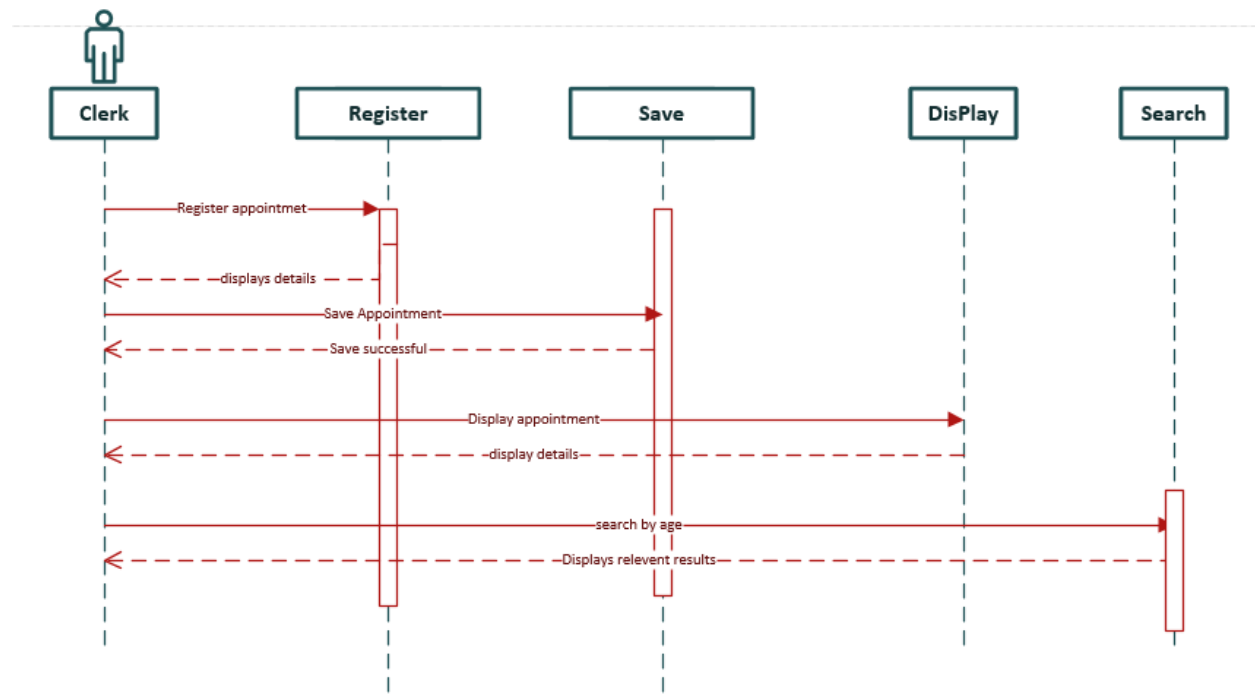 Clerk
Register
Save
DisPlay
Search
Register appointmet
displays details
Save Appointment
Save successful
Display appointment
display details
search by age
Displays relevent results